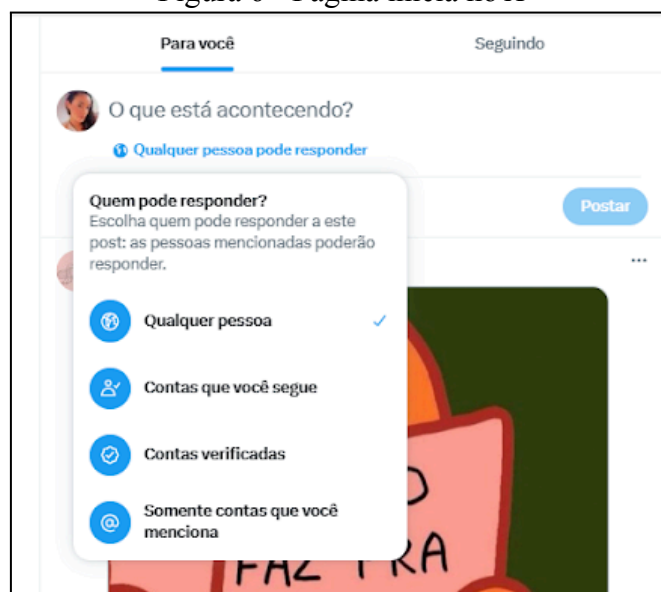 Para você
Seguindo
O que está acontecendo?
Qualquer pessoa pode responder
Quem pode responder?
Escolha quem pode responder a este
post: as pessoas mencionadas poderão
responder.
Postar
Qualquer pessoa
Contas que você segue
Contas verificadas
Somente contas que você
menciona
FAZ PRA